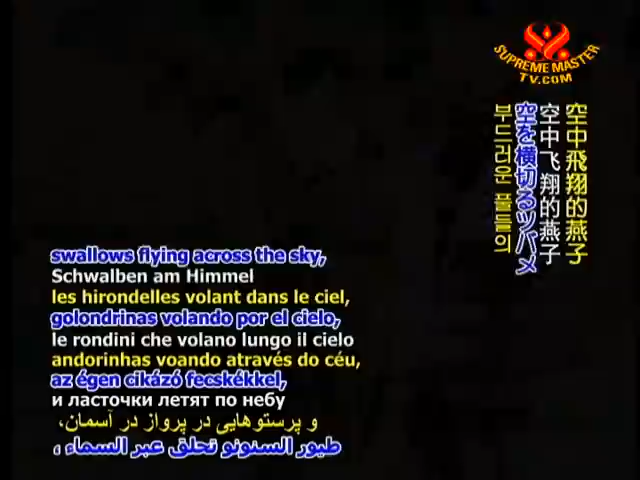 SUPREME MASTER
TV.COM
空中飛翔的燕子
空中飞翔的燕子
空を横切るツバメ
부드러운 풀들의
swallows flying across the sky,
Schwalben am Himmel
les hirondelles volant dans le ciel,
golondrinas volando por el cielo,
le rondini che volano lungo il cielo
andorinhas voando através do céu,
az égen cikázó fecskékkel,
и ласточки летят по небу
و پرستوهایی در پرواز در آسمان،
طيور السنونو تحلق عبر السماء ،